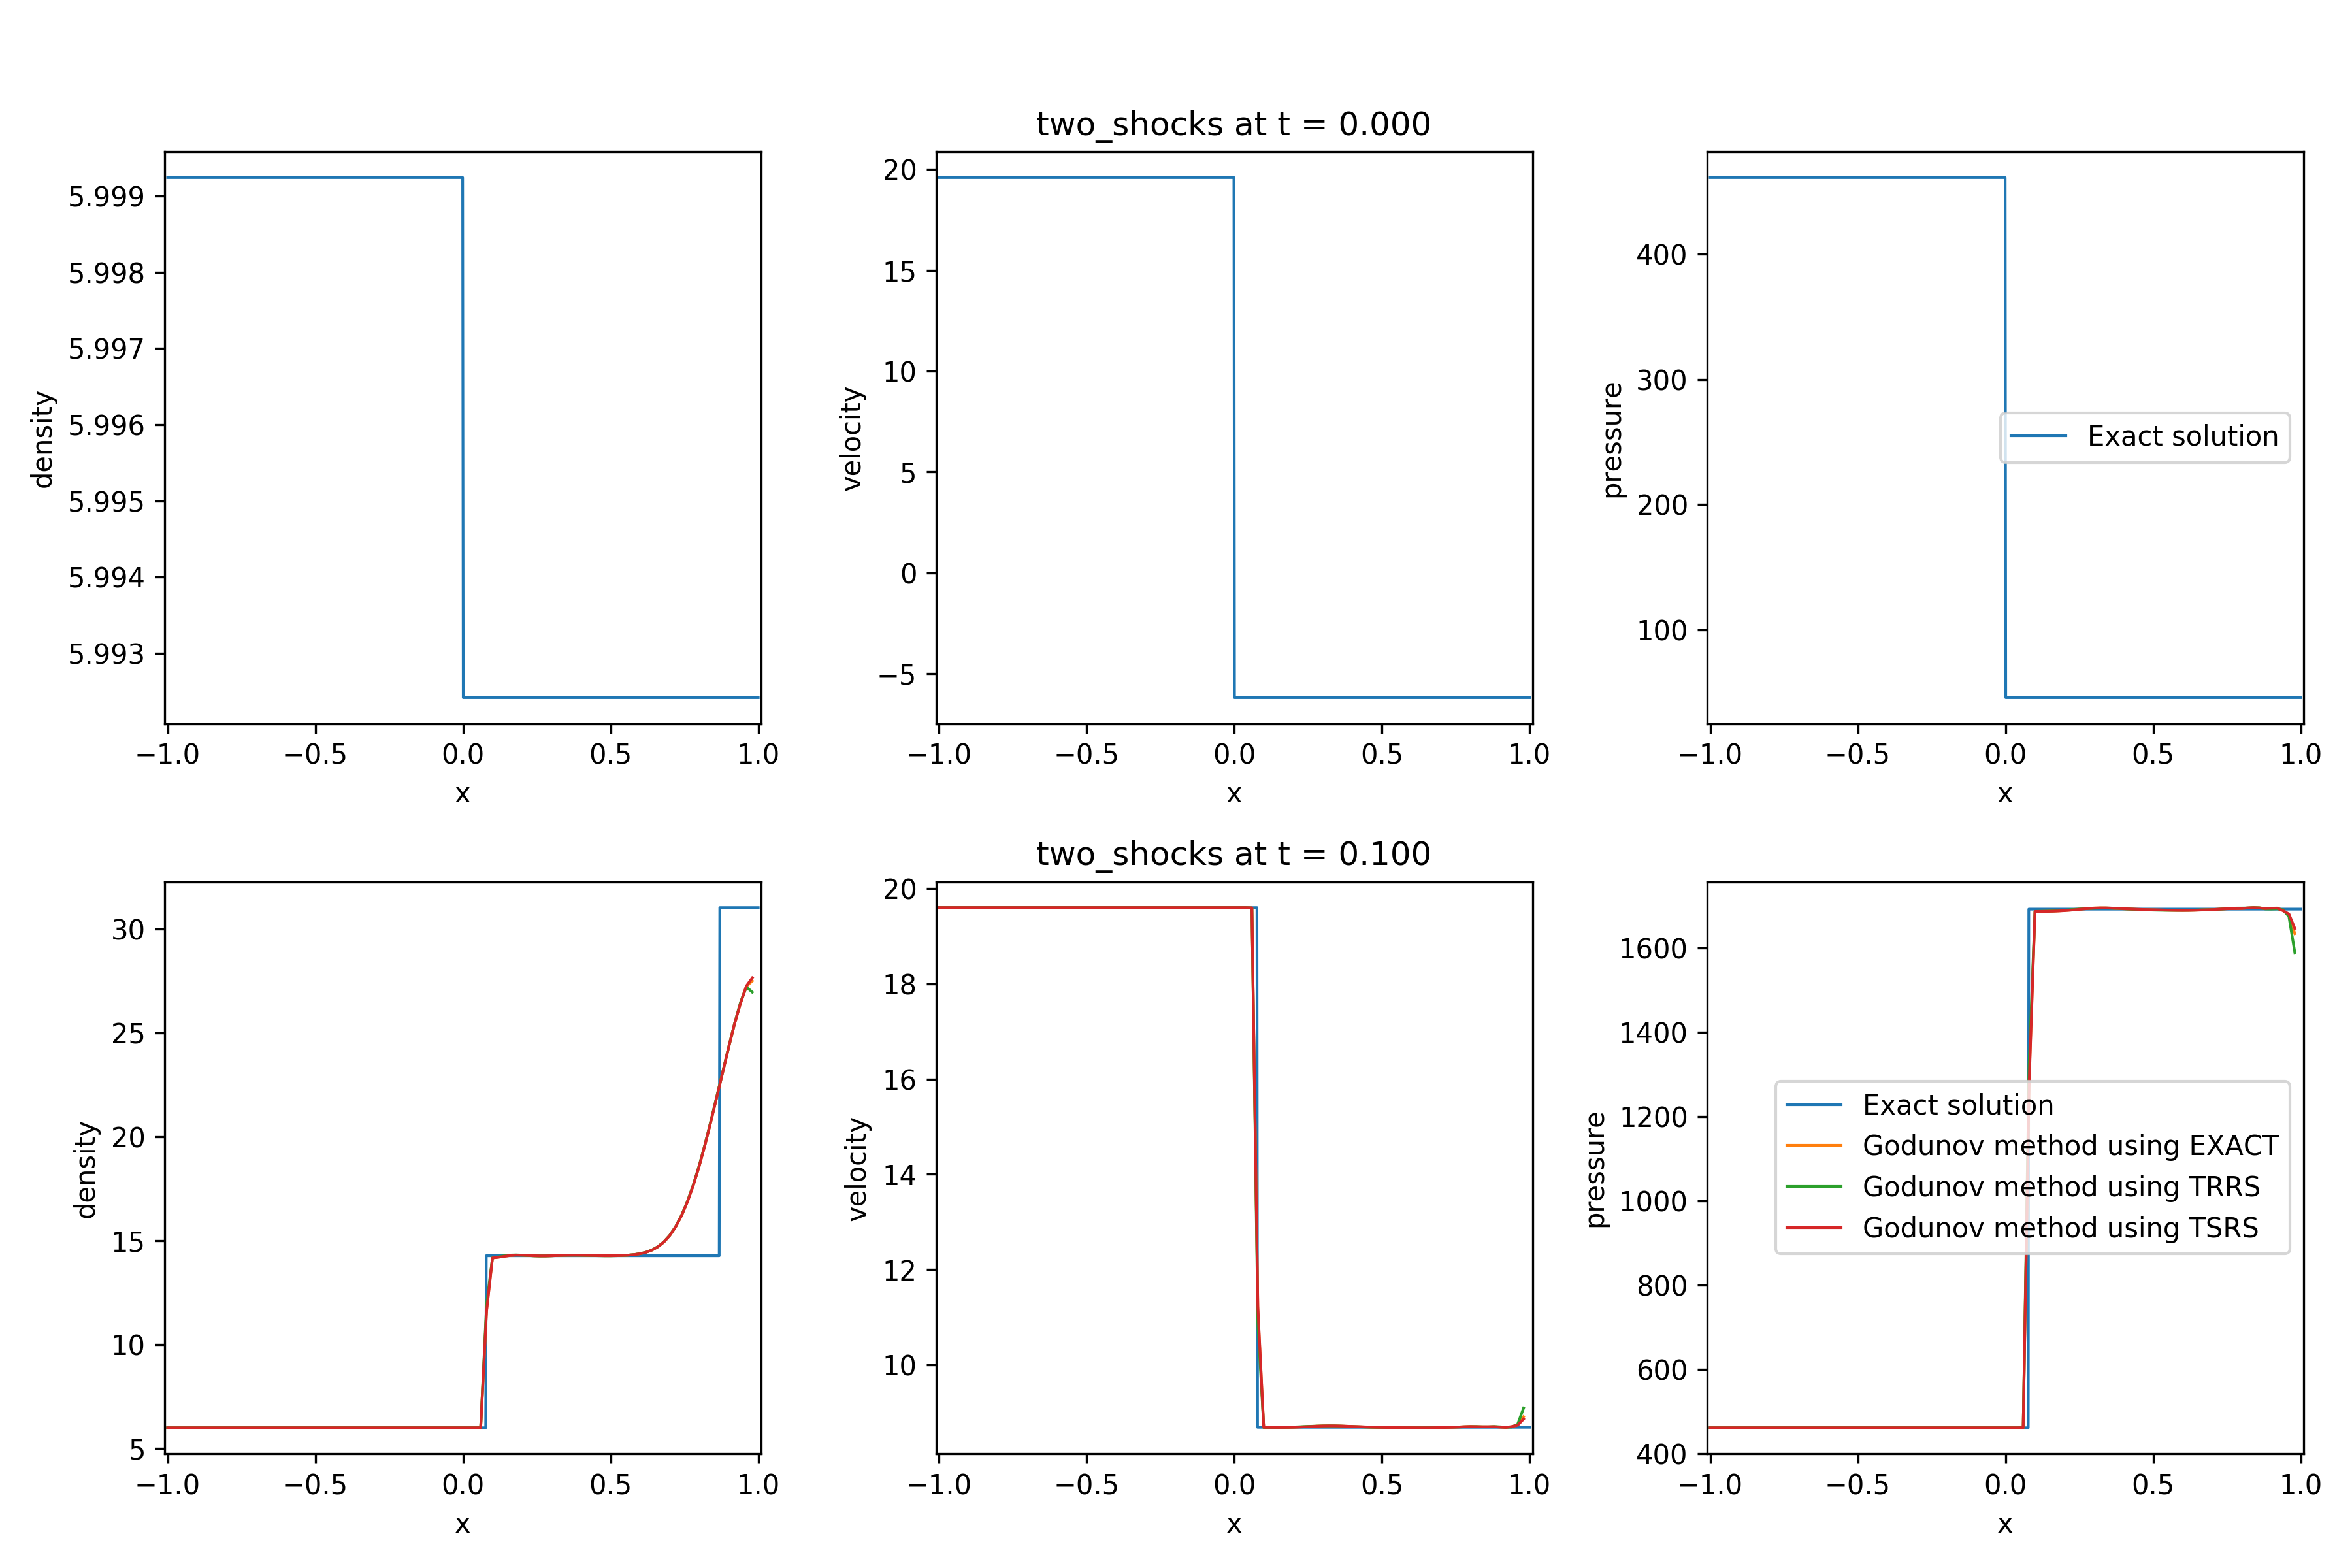 two_shocks at t = 0.000
density
5.999
5.998
5.997
5.996
5.995
5.994
5.993
−1.0 −0.5 0.0 0.5 1.0
x
velocity
20
15
10
5
0
−5
−1.0 −0.5 0.0 0.5 1.0
x
pressure
400
300
200
100
Exact solution
−1.0 −0.5 0.0 0.5 1.0
x
two_shocks at t = 0.100
density
30
25
20
15
10
5
−1.0 −0.5 0.0 0.5 1.0
x
velocity
20
18
16
14
12
10
−1.0 −0.5 0.0 0.5 1.0
x
pressure
1600
1400
1200
1000
800
600
400
Exact solution
Godunov method using EXACT
Godunov method using TRRS
Godunov method using TSRS
−1.0 −0.5 0.0 0.5 1.0
x